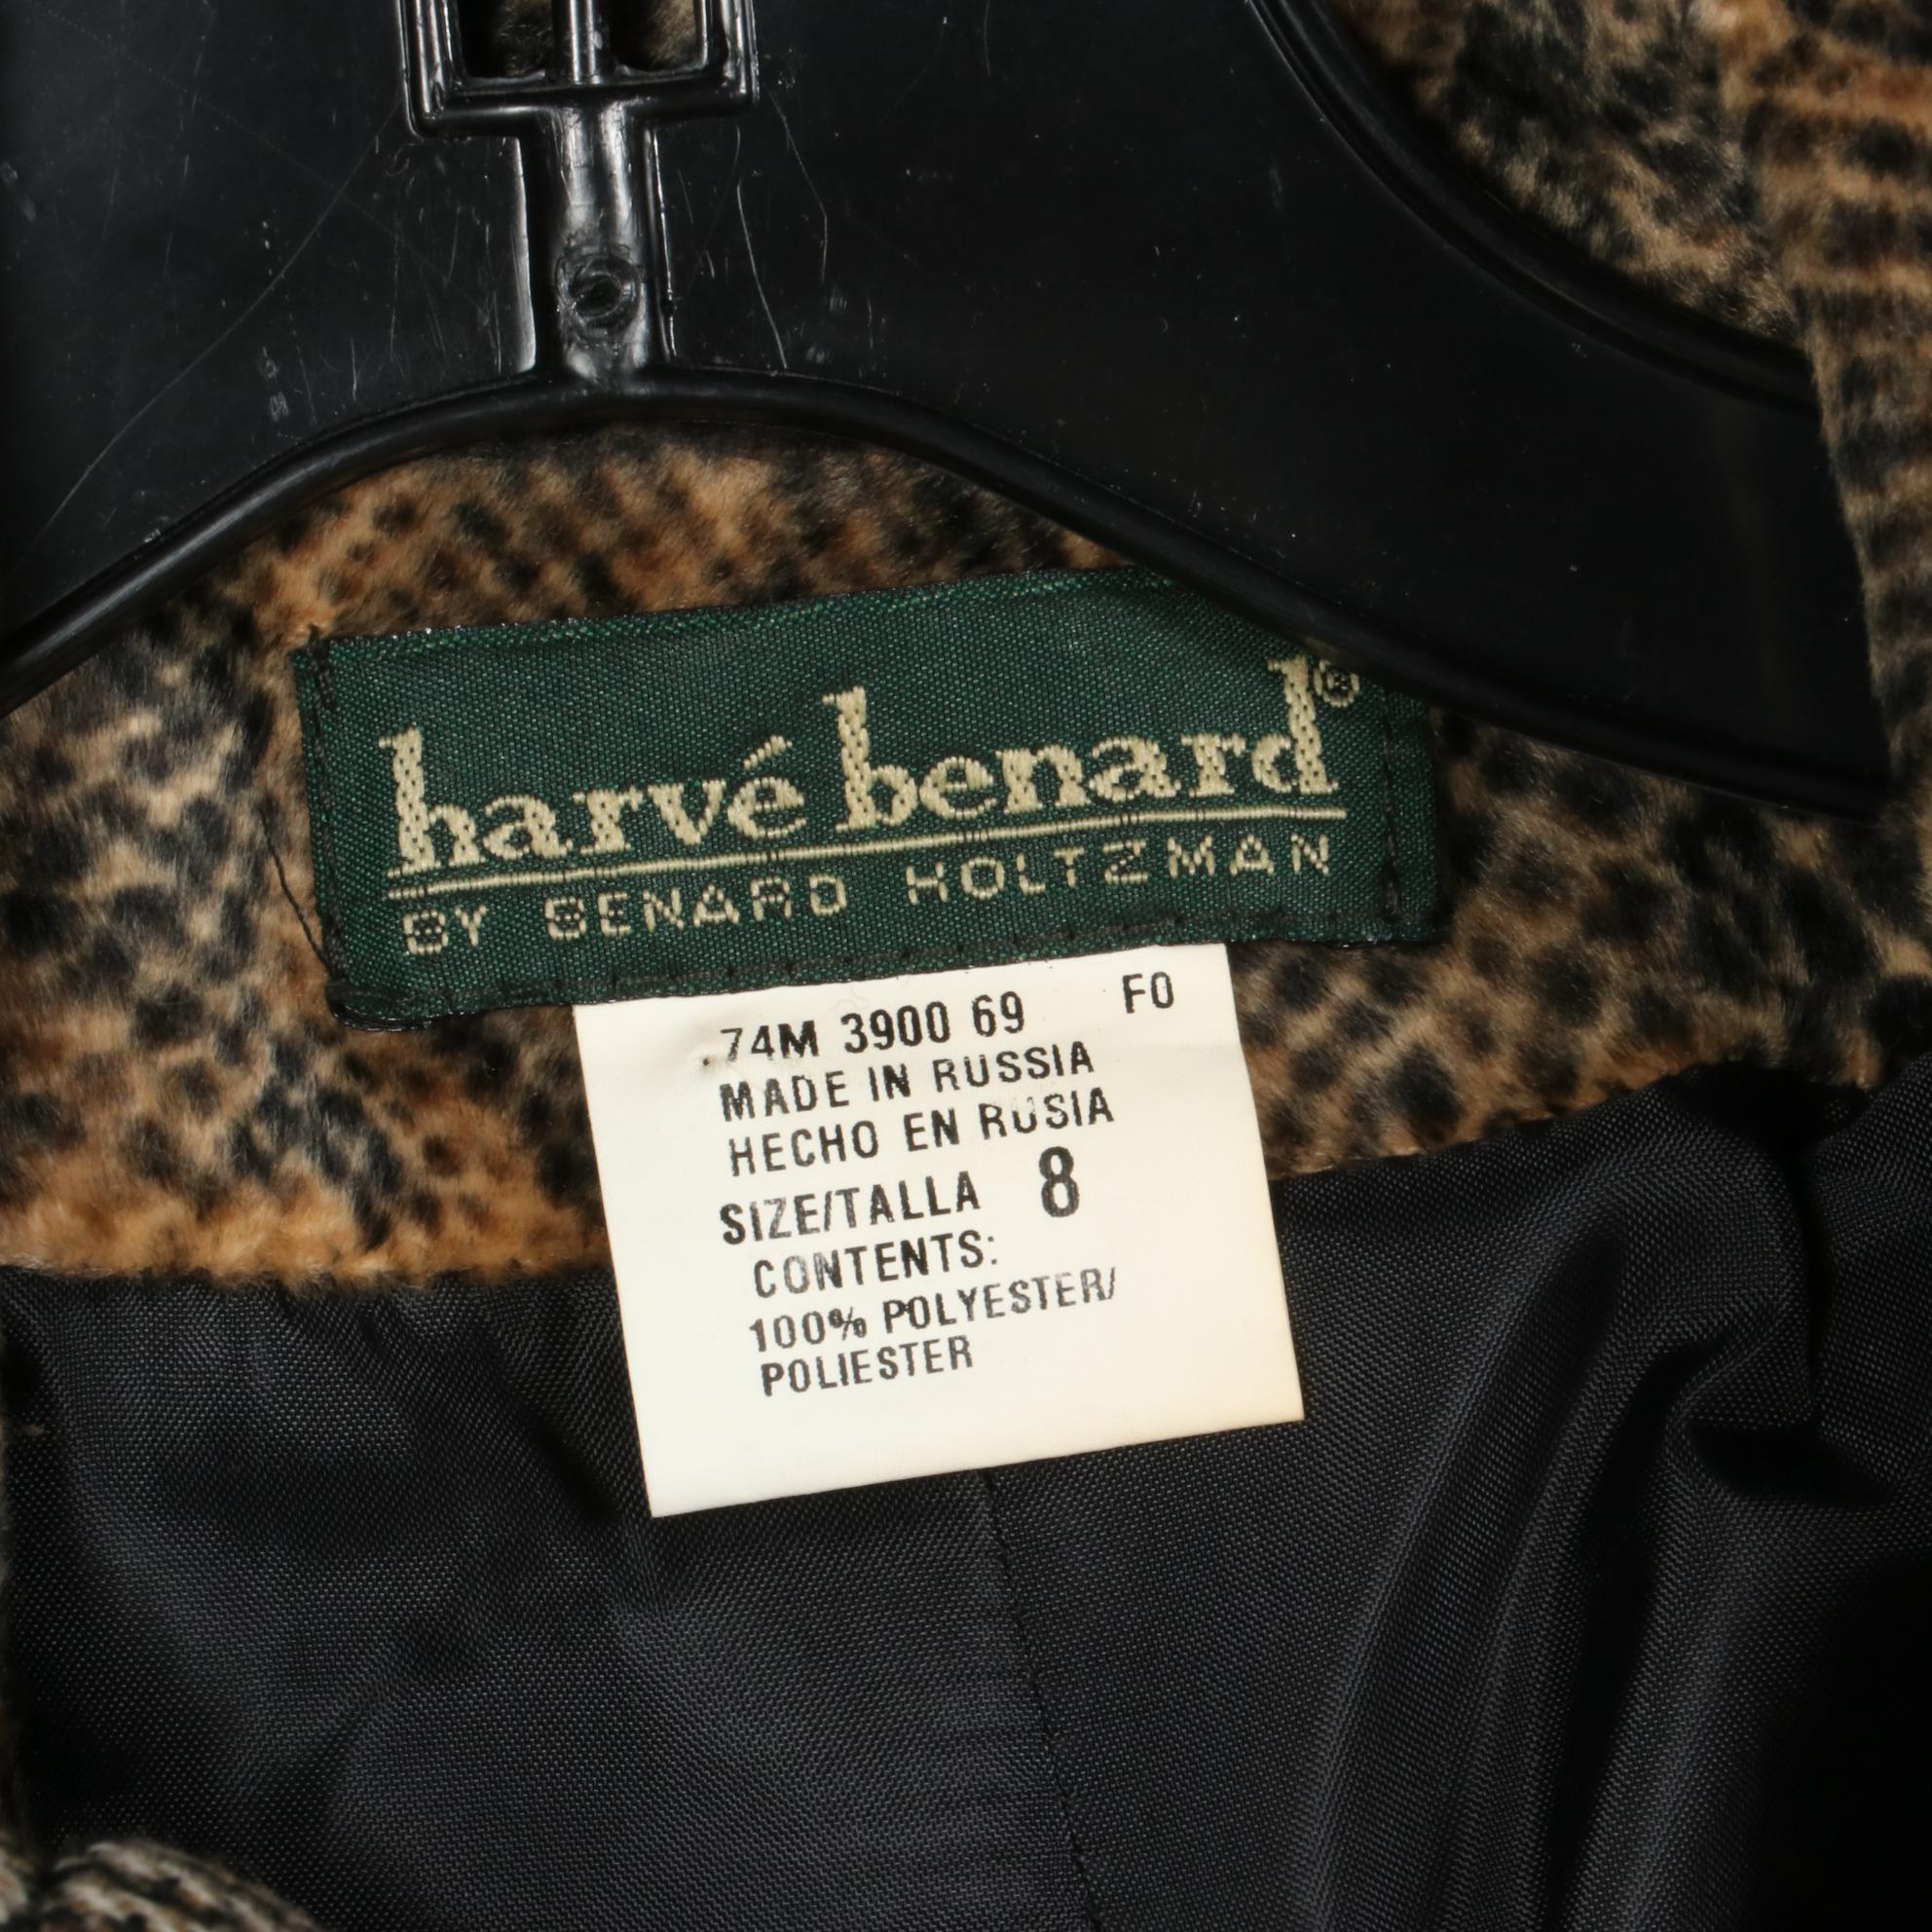 harvé benard®
BY BENARD HOLTZMAN
74M 3900 69 F0
MADE IN RUSSIA
HECHO EN RUSIA
SIZE/TALLA 8
CONTENTS:
100% POLYESTER/
POLIESTER